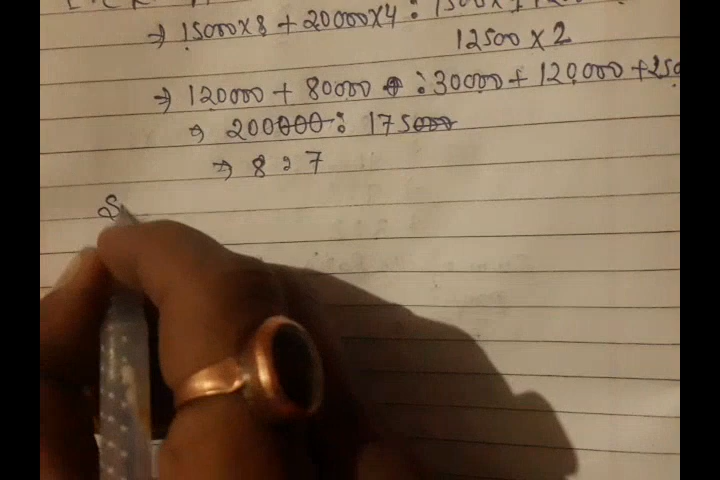 ⇒ 15000×8 + 20000×4 :
12500 × 2
⇒ 120000 + 80000 : 30000 + 120000 +
⇒ 200000 : 175000
⇒ 8 : 7